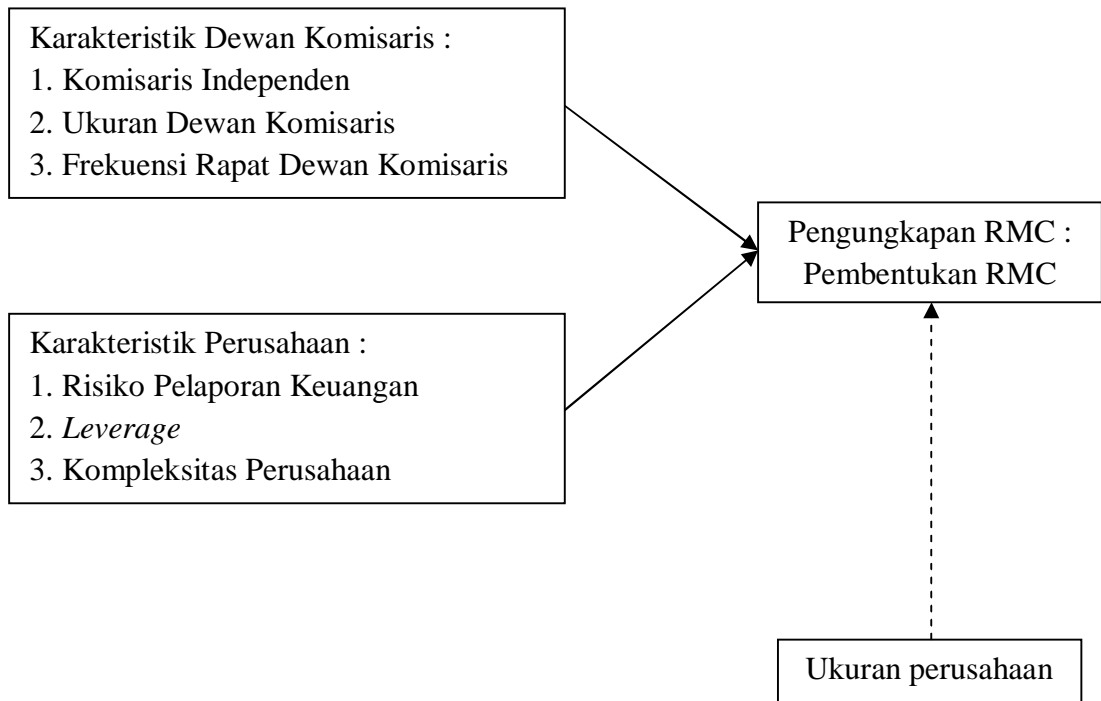 Karakteristik Dewan Komisaris :
1. Komisaris Independen
2. Ukuran Dewan Komisaris
3. Frekuensi Rapat Dewan Komisaris
Pengungkapan RMC :
Pembentukan RMC
Karakteristik Perusahaan :
1. Risiko Pelaporan Keuangan
2. Leverage
3. Kompleksitas Perusahaan
Ukuran perusahaan